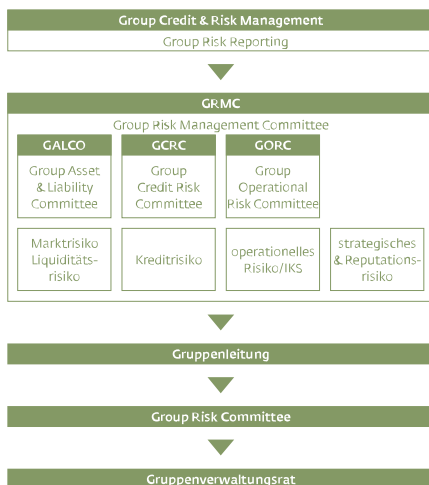 Group Credit & Risk Management
Group Risk Reporting
GRMC
Group Risk Management Committee
GALCO
Group Asset
& Liability
Committee
GCRC
Group
Credit Risk
Committee
GORC
Group
Operational
Risk Committee
Marktrisiko
Liquiditäts-
risiko
Kreditrisiko
operationelles
Risiko/IKS
strategisches
& Reputations-
risiko
Gruppenleitung
Group Risk Committee
Gruppenverwaltungsrat